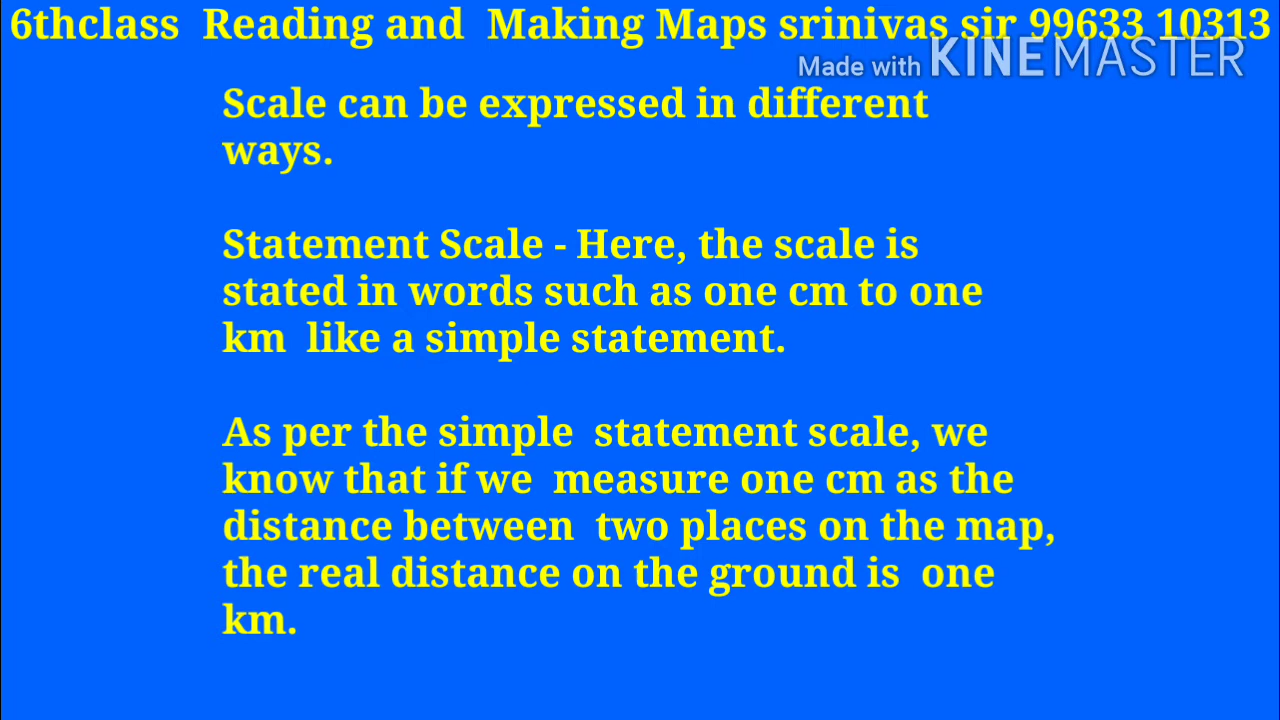 6thclass  Reading and  Making Maps srinivas sir 99633 10313
Made with KINEMASTER
Scale can be expressed in different
ways.
Statement Scale - Here, the scale is
stated in words such as one cm to one
km  like a simple statement.
As per the simple  statement scale, we
know that if we  measure one cm as the
distance between  two places on the map,
the real distance on the ground is  one
km.